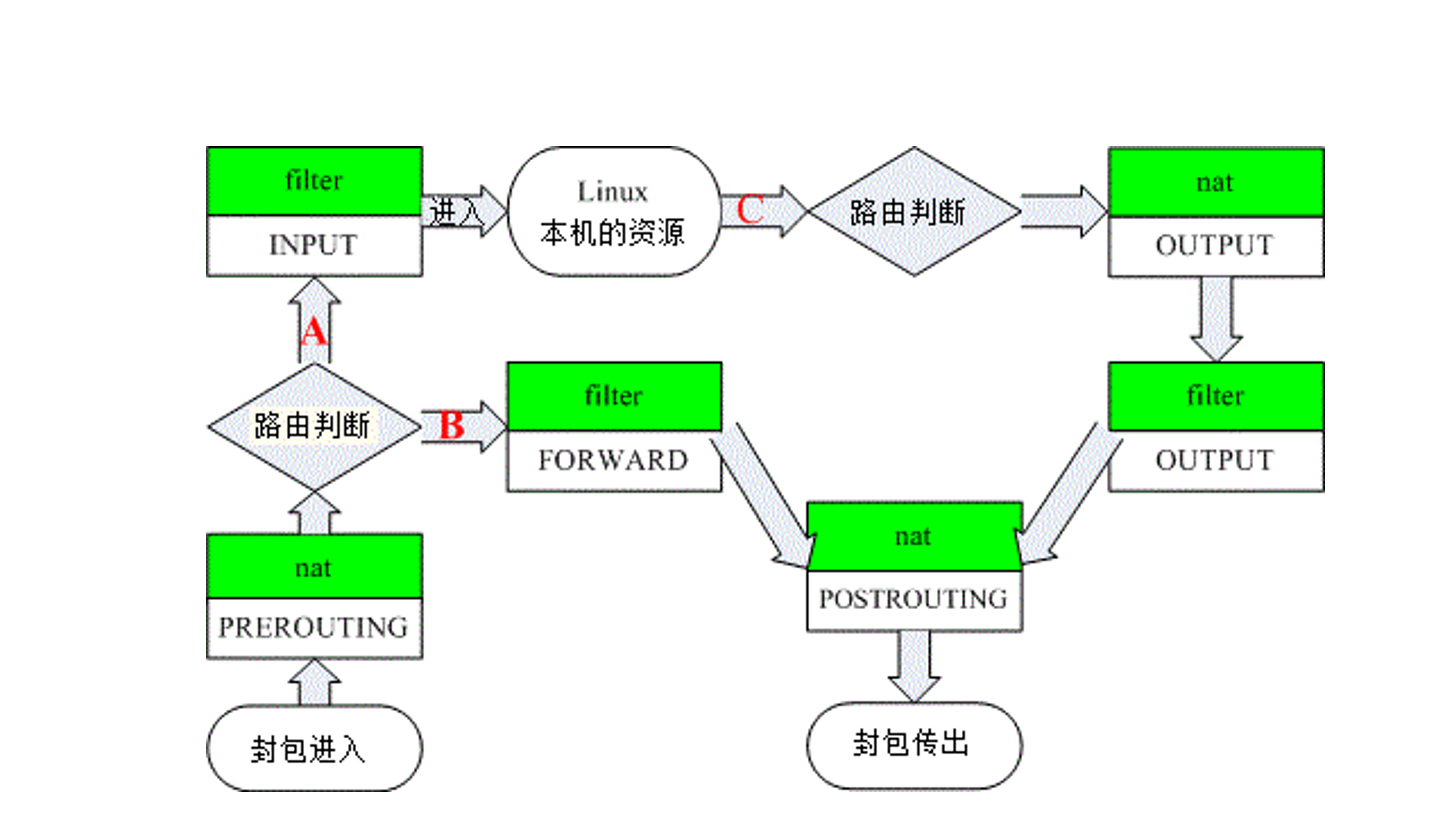 filter
INPUT
进入
Linux
本机的资源
C
路由判断
nat
OUTPUT
A
路由判断
B
filter
FORWARD
filter
OUTPUT
nat
PREROUTING
nat
POSTROUTING
封包进入
封包传出